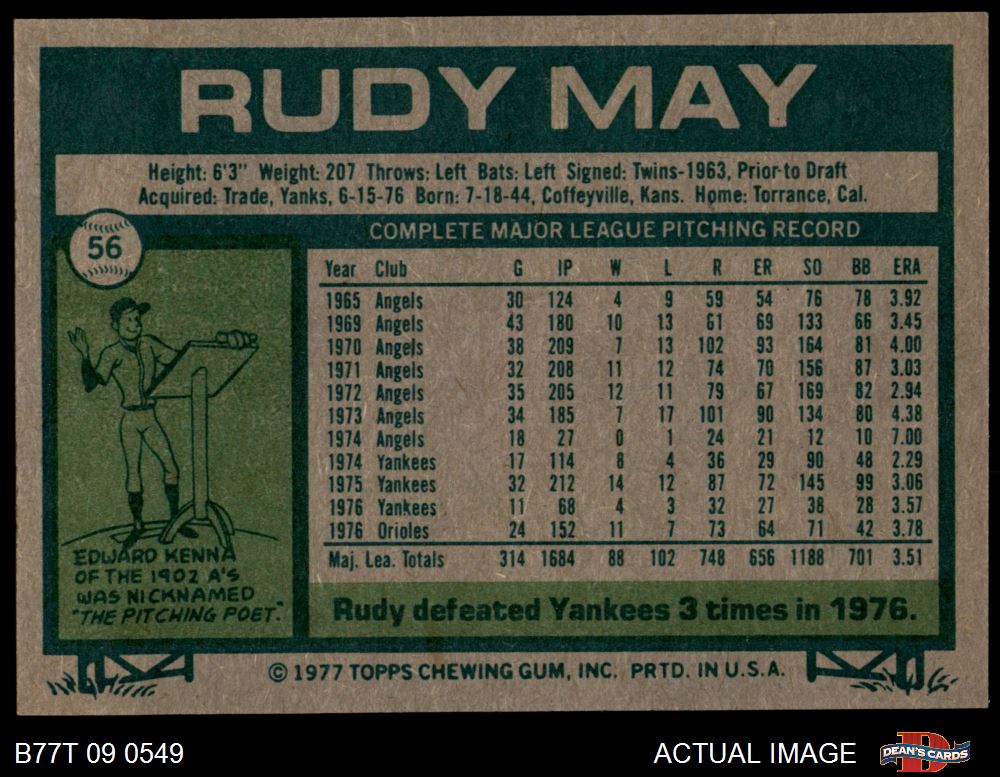 RUDY MAY
Height: 6'3" Weight: 207 Throws: Left Bats: Left Signed: Twins-1963, Prior to Draft
Acquired: Trade, Yanks, 6-15-76 Born: 7-18-44, Coffeyville, Kans. Home: Torrance, Cal.
56
COMPLETE MAJOR LEAGUE PITCHING RECORD
Year Club G IP W L R ER SO BB ERA
1965 Angels 30 124 4 9 59 54 76 78 3.92
1969 Angels 43 180 10 13 61 69 133 66 3.45
1970 Angels 38 209 7 13 102 93 164 81 4.00
1971 Angels 32 208 11 12 74 70 156 87 3.03
1972 Angels 35 205 12 11 79 67 169 82 2.94
1973 Angels 34 185 7 17 101 90 134 80 4.38
1974 Angels 18 27 0 1 24 21 12 10 7.00
1974 Yankees 17 114 8 4 36 29 90 48 2.29
1975 Yankees 32 212 14 12 87 72 145 99 3.06
1976 Yankees 11 68 4 3 32 27 38 28 3.57
1976 Orioles 24 152 11 7 73 64 71 42 3.78
Maj. Lea. Totals 314 1684 88 102 748 656 1188 701 3.51
EDWARD KENNA
OF THE 1902 A'S
WAS NICKNAMED
"THE PITCHING POET."
Rudy defeated Yankees 3 times in 1976.
© 1977 TOPPS CHEWING GUM, INC. PRTD. IN U.S.A.
B77T 09 0549
ACTUAL IMAGE
D
DEAN'S CARDS